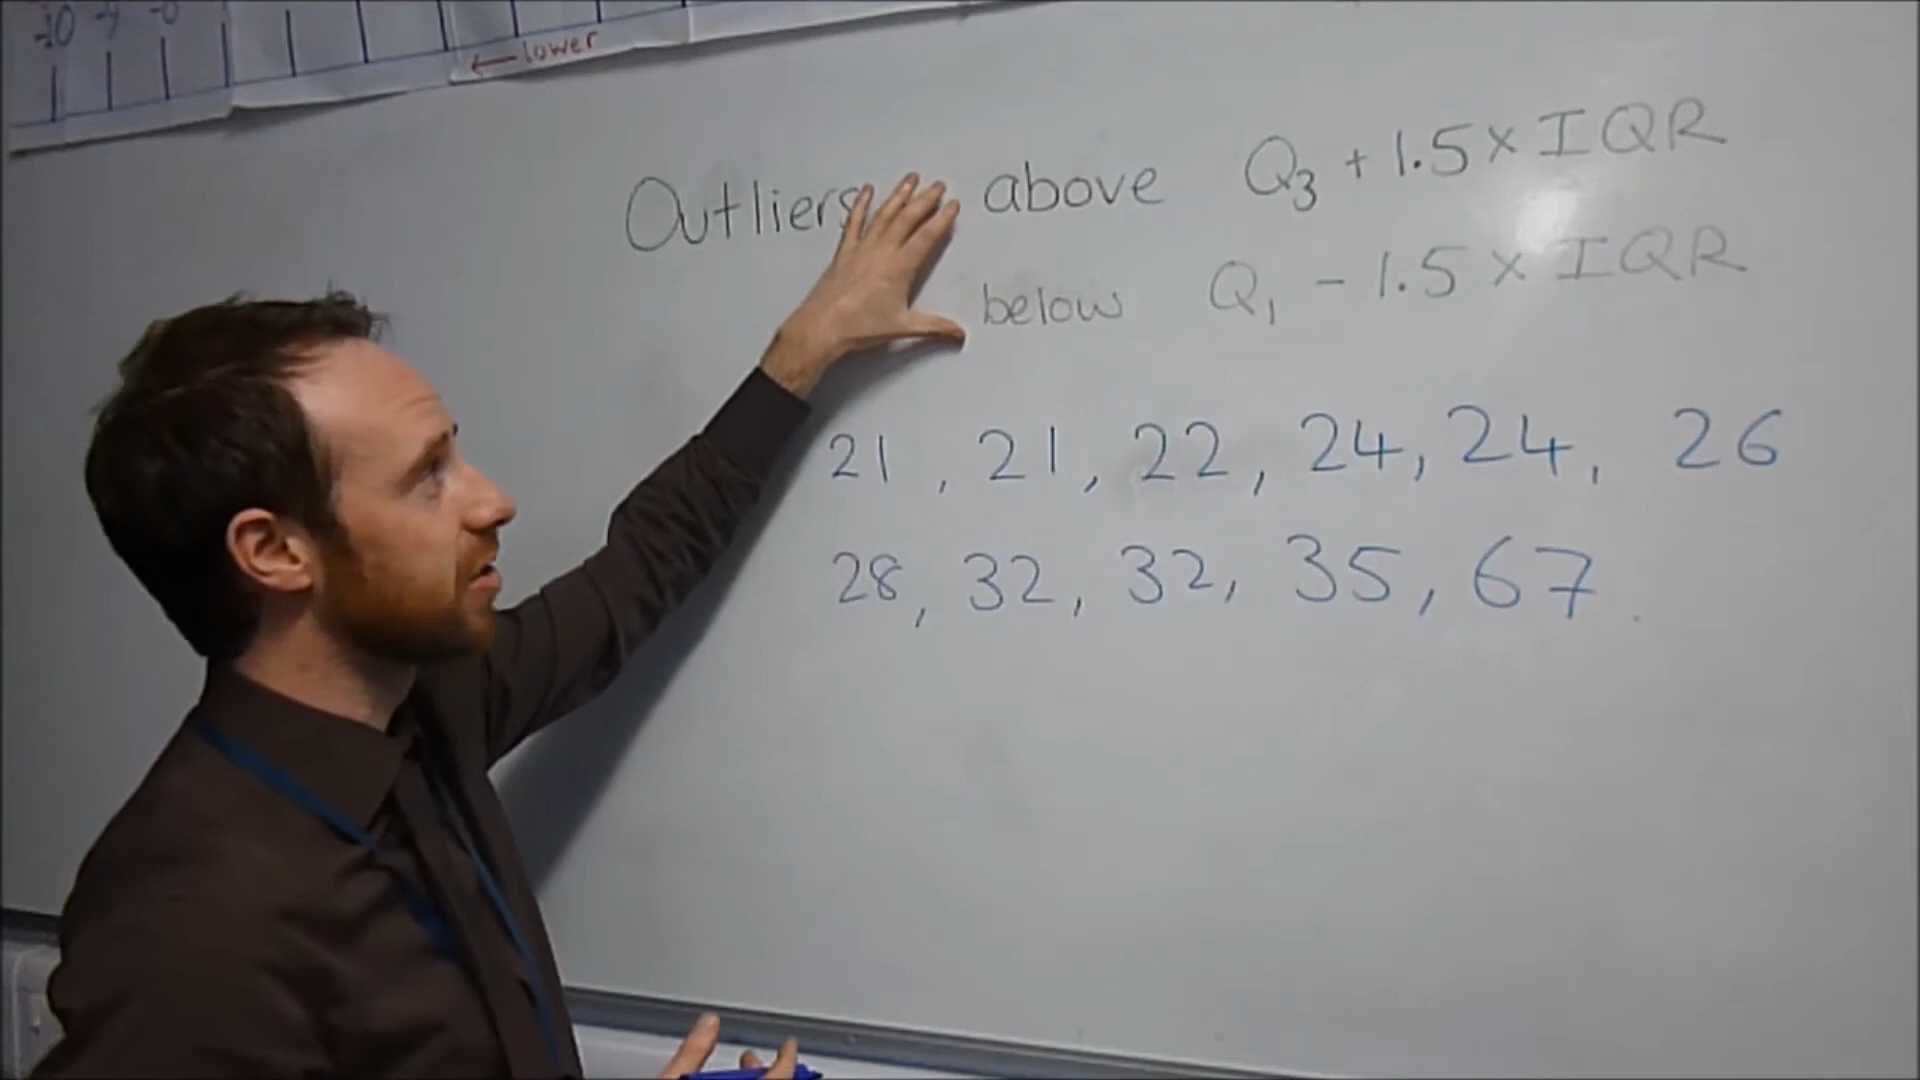 ← lower
Outliers above Q₃ + 1.5 × IQR
below Q₁ - 1.5 × IQR
21, 21, 22, 24, 24, 26
28, 32, 32, 35, 67.